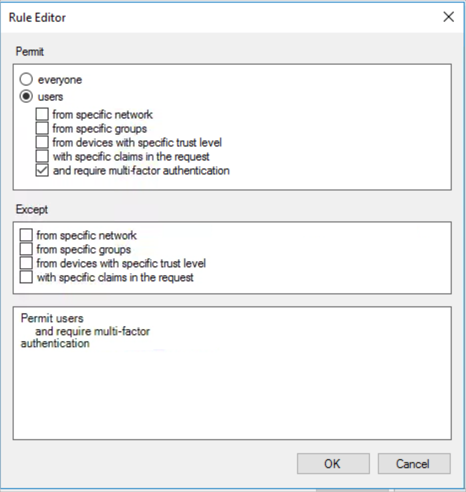 Rule Editor
Permit
everyone
users
from specific network
from specific groups
from devices with specific trust level
with specific claims in the request
and require multi-factor authentication
Except
from specific network
from specific groups
from devices with specific trust level
with specific claims in the request
Permit users
and require multi-factor
authentication
OK Cancel